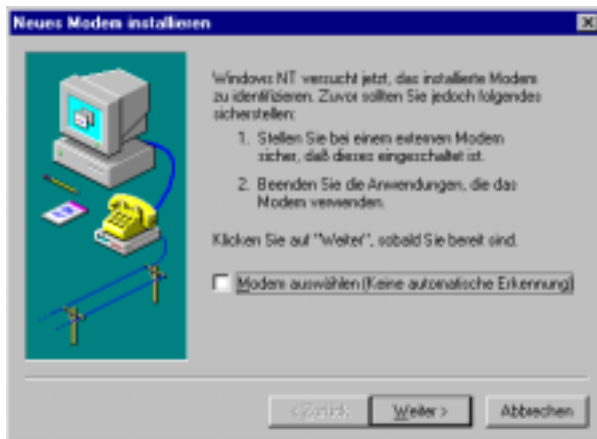 Neues Modem installieren
Windows NT versucht jetzt, das installierte Modem
zu identifizieren. Zuvor sollten Sie jedoch folgendes
sicherstellen:
1. Stellen Sie bei einem externen Modem
sicher, daß dieses eingeschaltet ist.
2. Beenden Sie die Anwendungen, die das
Modem verwenden.
Klicken Sie auf "Weiter", sobald Sie bereit sind.
Modem auswählen (Keine automatische Erkennung)
< Zurück Weiter > Abbrechen